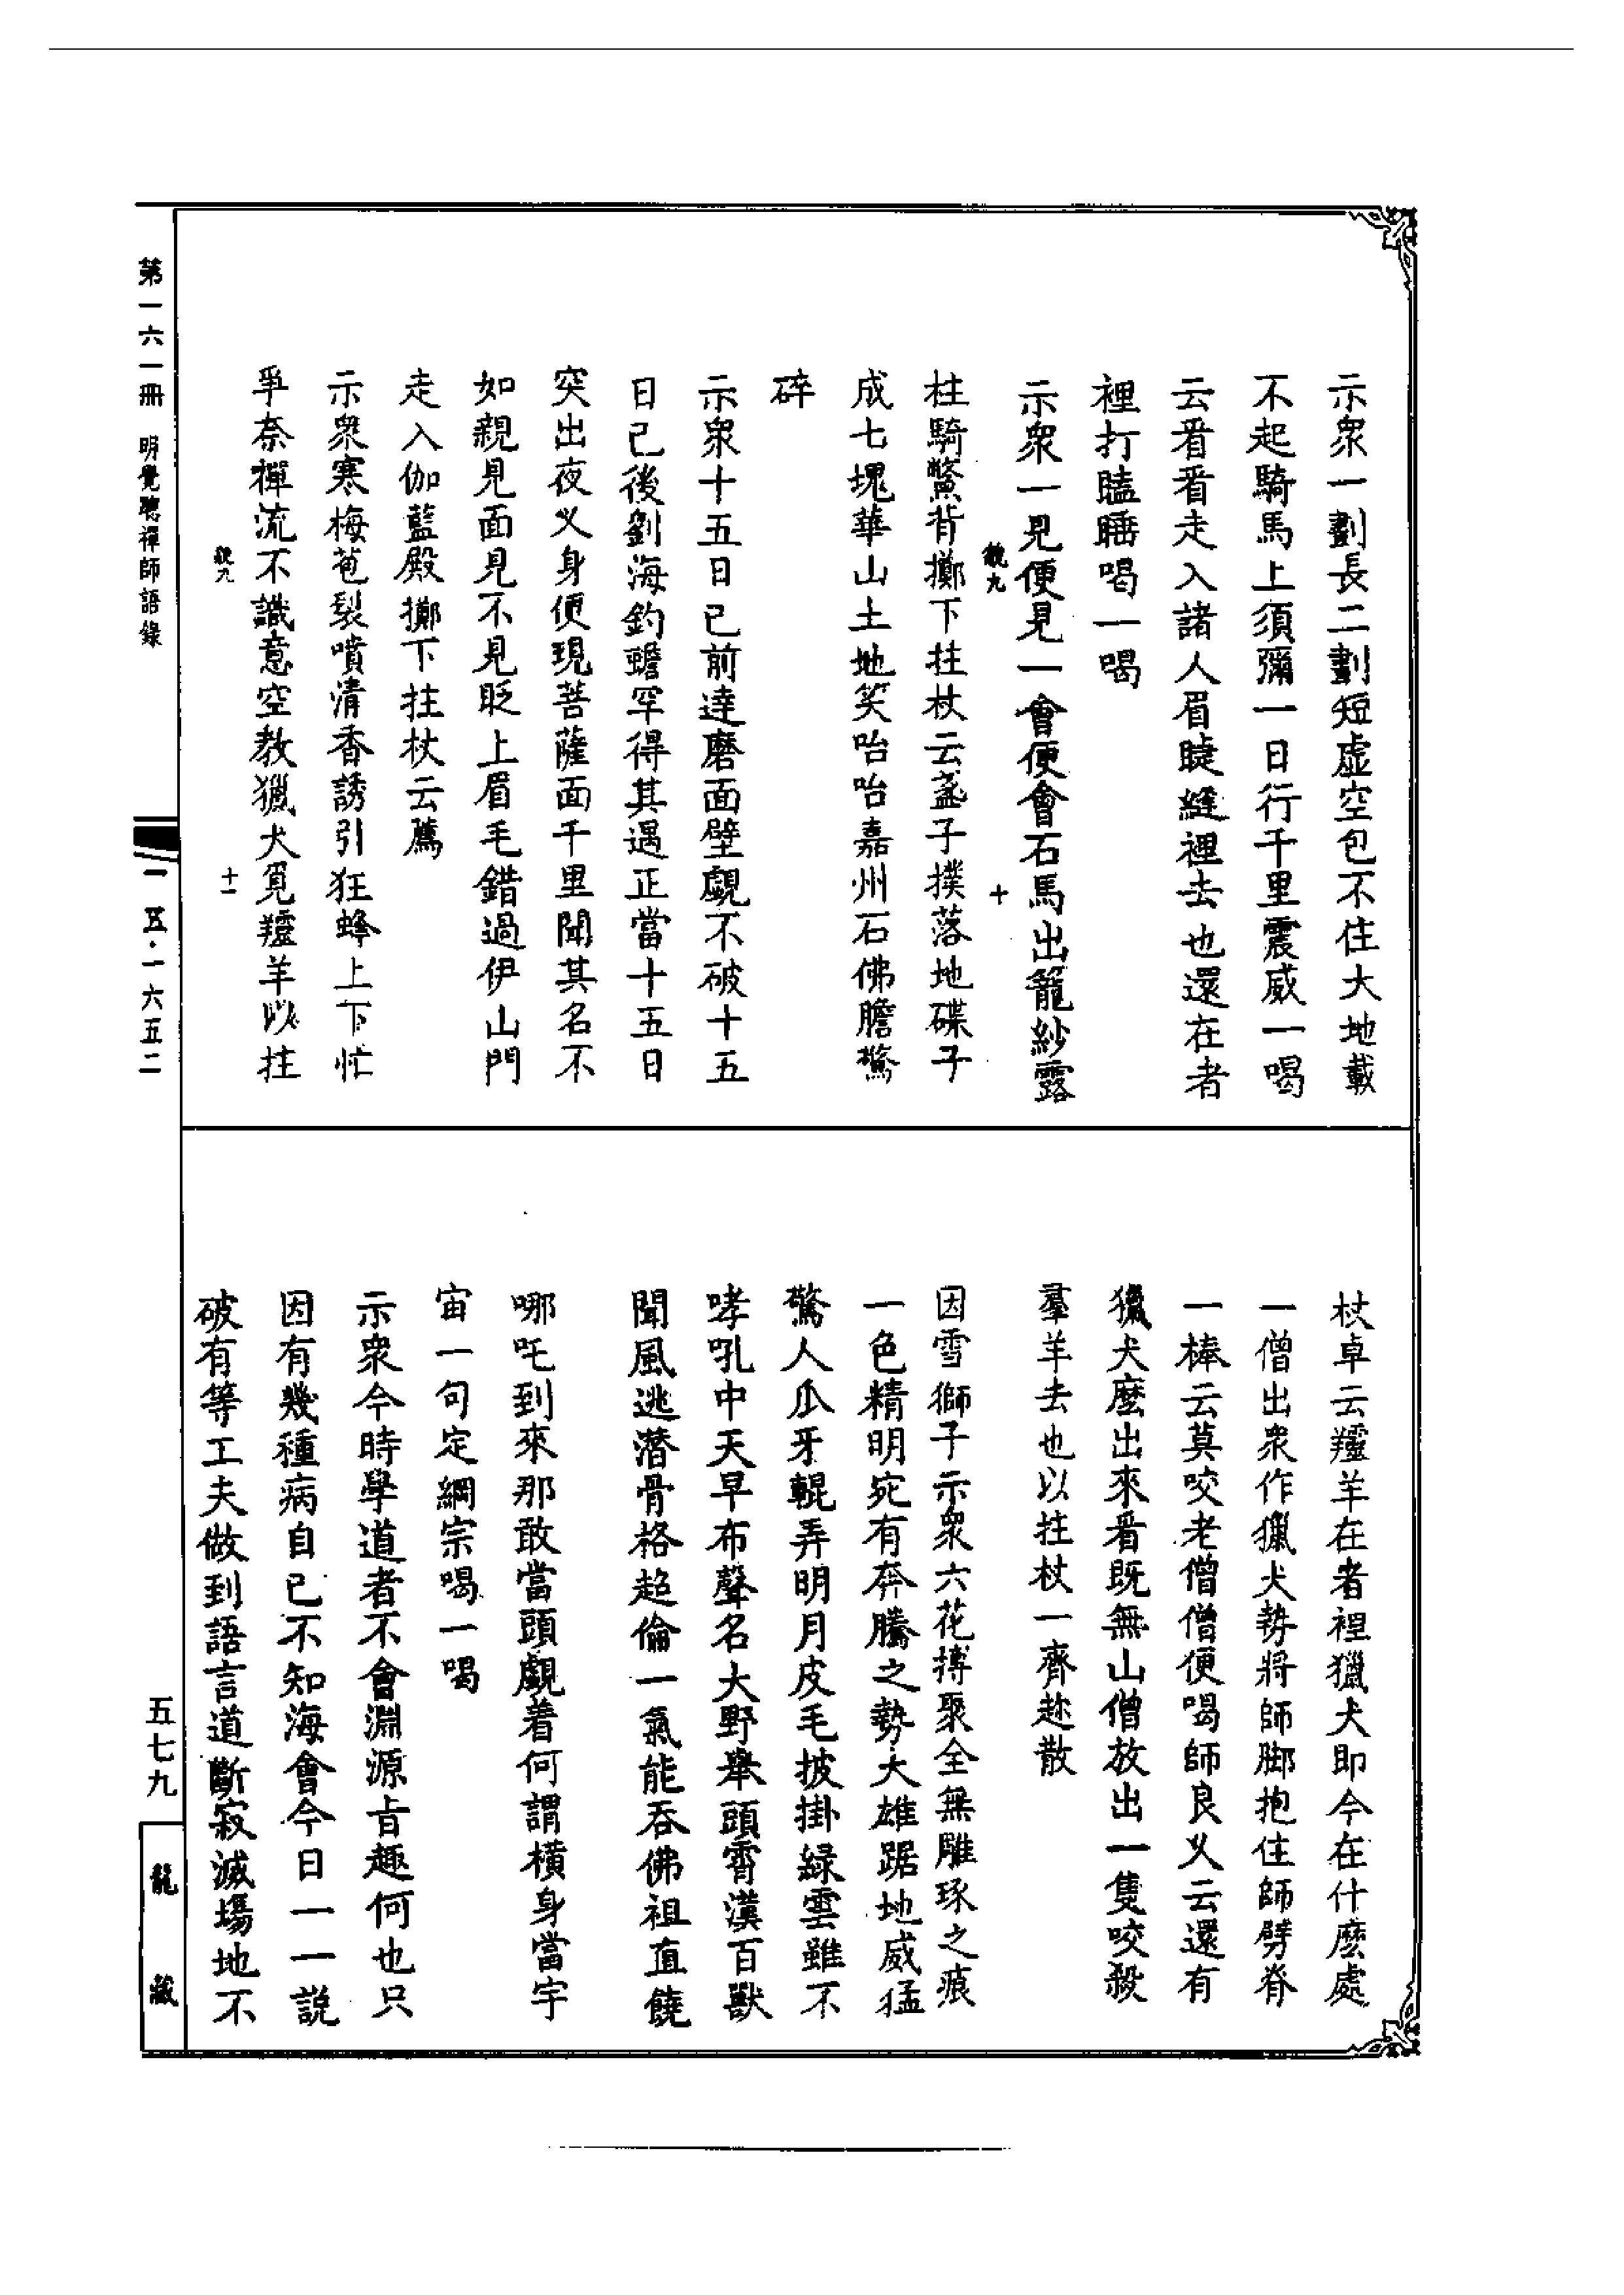 示衆一劃長二劃短虛空包不住大地載
不起騎馬上須彌一日行千里震威一喝
云看看走入諸人眉睫縫裡去也還在者
裡打瞌睡喝一喝
示衆一見便見一會便會石馬出籠紗露
十
柱騎鱉背擲下拄杖云盞子撲落地碟子
成七塊華山土地笑咍咍嘉州石佛膽驚
碎
示衆十五日已前達磨面壁覷不破十五
日已後劉海釣蟾罕得其遇正當十五日
突出夜叉身便現菩薩面千里聞其名不
如親見面見不見眨上眉毛錯過伊山門
走入伽藍殿擲下拄杖云薦
示衆寒梅苞裂噴清香誘引狂蜂上下忙
爭奈禪流不識意空教獵犬覓羺羊以拄
十一
杖卓云羺羊在者裡獵犬即今在什麼處
一僧出衆作獵犬勢將師脚抱住師劈脊
一棒云莫咬老僧僧便喝師良乂云還有
獵犬麼出來看既無山僧放出一隻咬殺
羣羊去也以拄杖一齊趂散
因雪獅子示衆六花摶聚全無雕琢之痕
一色精明宛有奔騰之勢大雄踞地威猛
驚人爪牙輥弄明月皮毛披掛緑雲雖不
哮吼中天早布聲名大野舉頭霄漢百獸
聞風逃潛骨格超倫一氣能吞佛祖直饒
哪吒到來那敢當頭覷着何謂橫身當宇
宙一句定綱宗喝一喝
示衆今時學道者不會淵源旨趣何也只
因有幾種病自已不知海會今日一一說
破有等工夫做到語言道斷寂滅塲地不
第一六一冊 明覺聰禪師語錄
一五·一六五二
五七九
龍藏